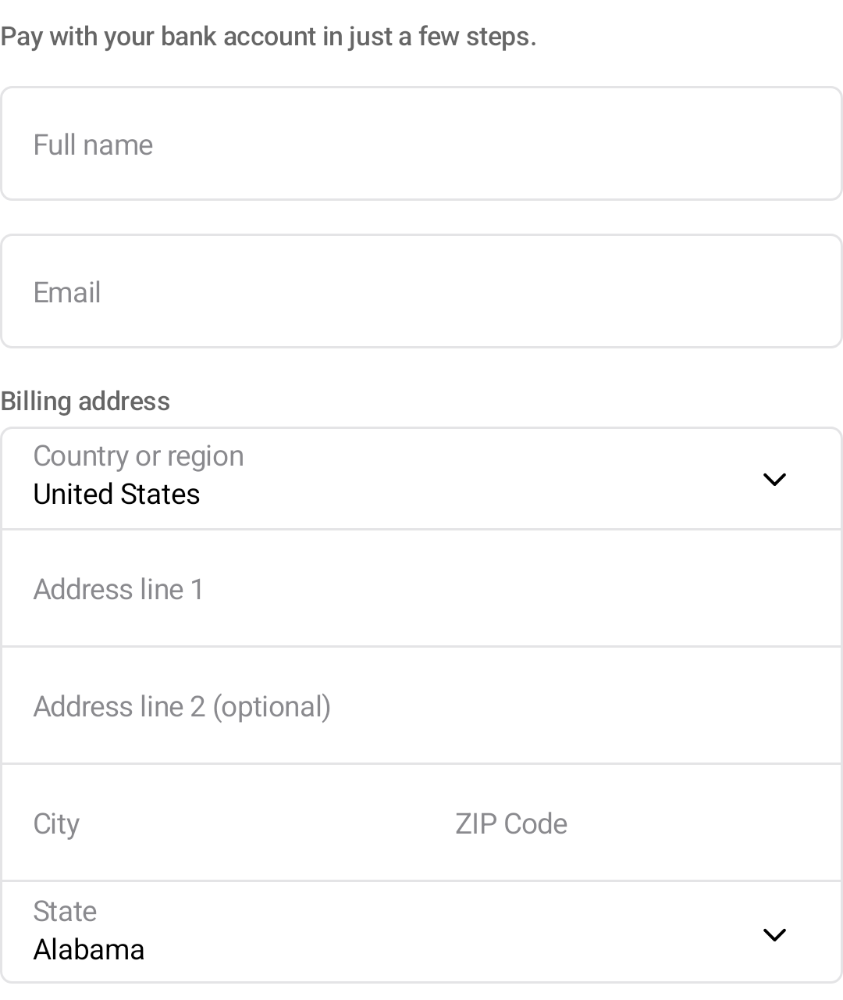 Pay with your bank account in just a few steps.
Full name
Email
Billing address
Country or region
United States
Address line 1
Address line 2 (optional)
City ZIP Code
State
Alabama